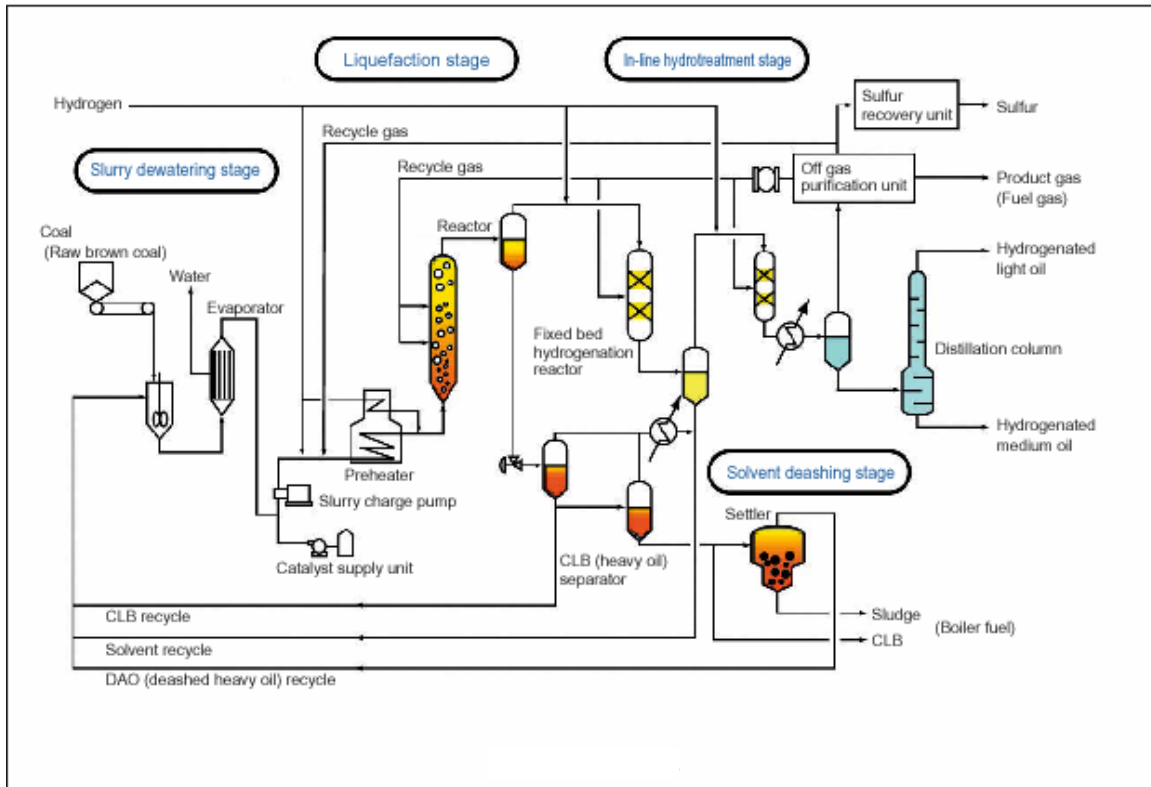 Liquefaction stage
In-line hydrotreatment stage
Hydrogen
Sulfur
recovery unit
Sulfur
Recycle gas
Slurry dewatering stage
Recycle gas
Off gas
purification unit
Product gas
(Fuel gas)
Reactor
Coal
(Raw brown coal)
Hydrogenated
light oil
Water
Evaporator
Fixed bed
hydrogenation
reactor
Distillation column
Hydrogenated
medium oil
Preheater
Solvent deashing stage
Slurry charge pump
Settler
CLB (heavy oil)
separator
Catalyst supply unit
CLB recycle
Sludge
(Boiler fuel)
CLB
Solvent recycle
DAO (deashed heavy oil) recycle